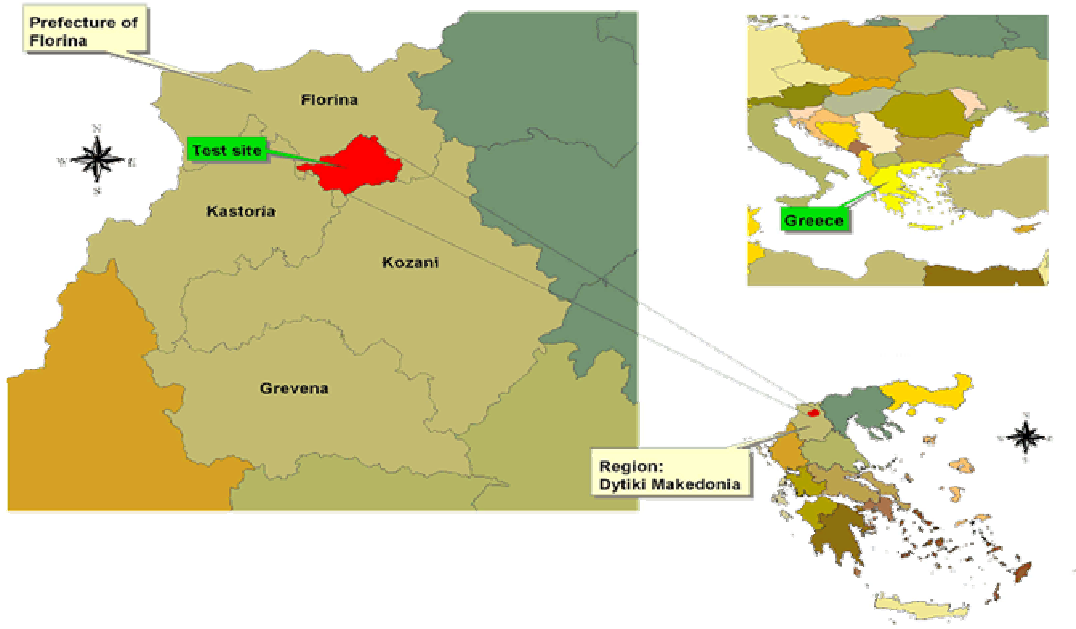 Prefecture of
Florina
Florina
N
W
E
S
Test site
Kastoria
Kozani
Grevena
Greece
Region:
Dytiki Makedonia